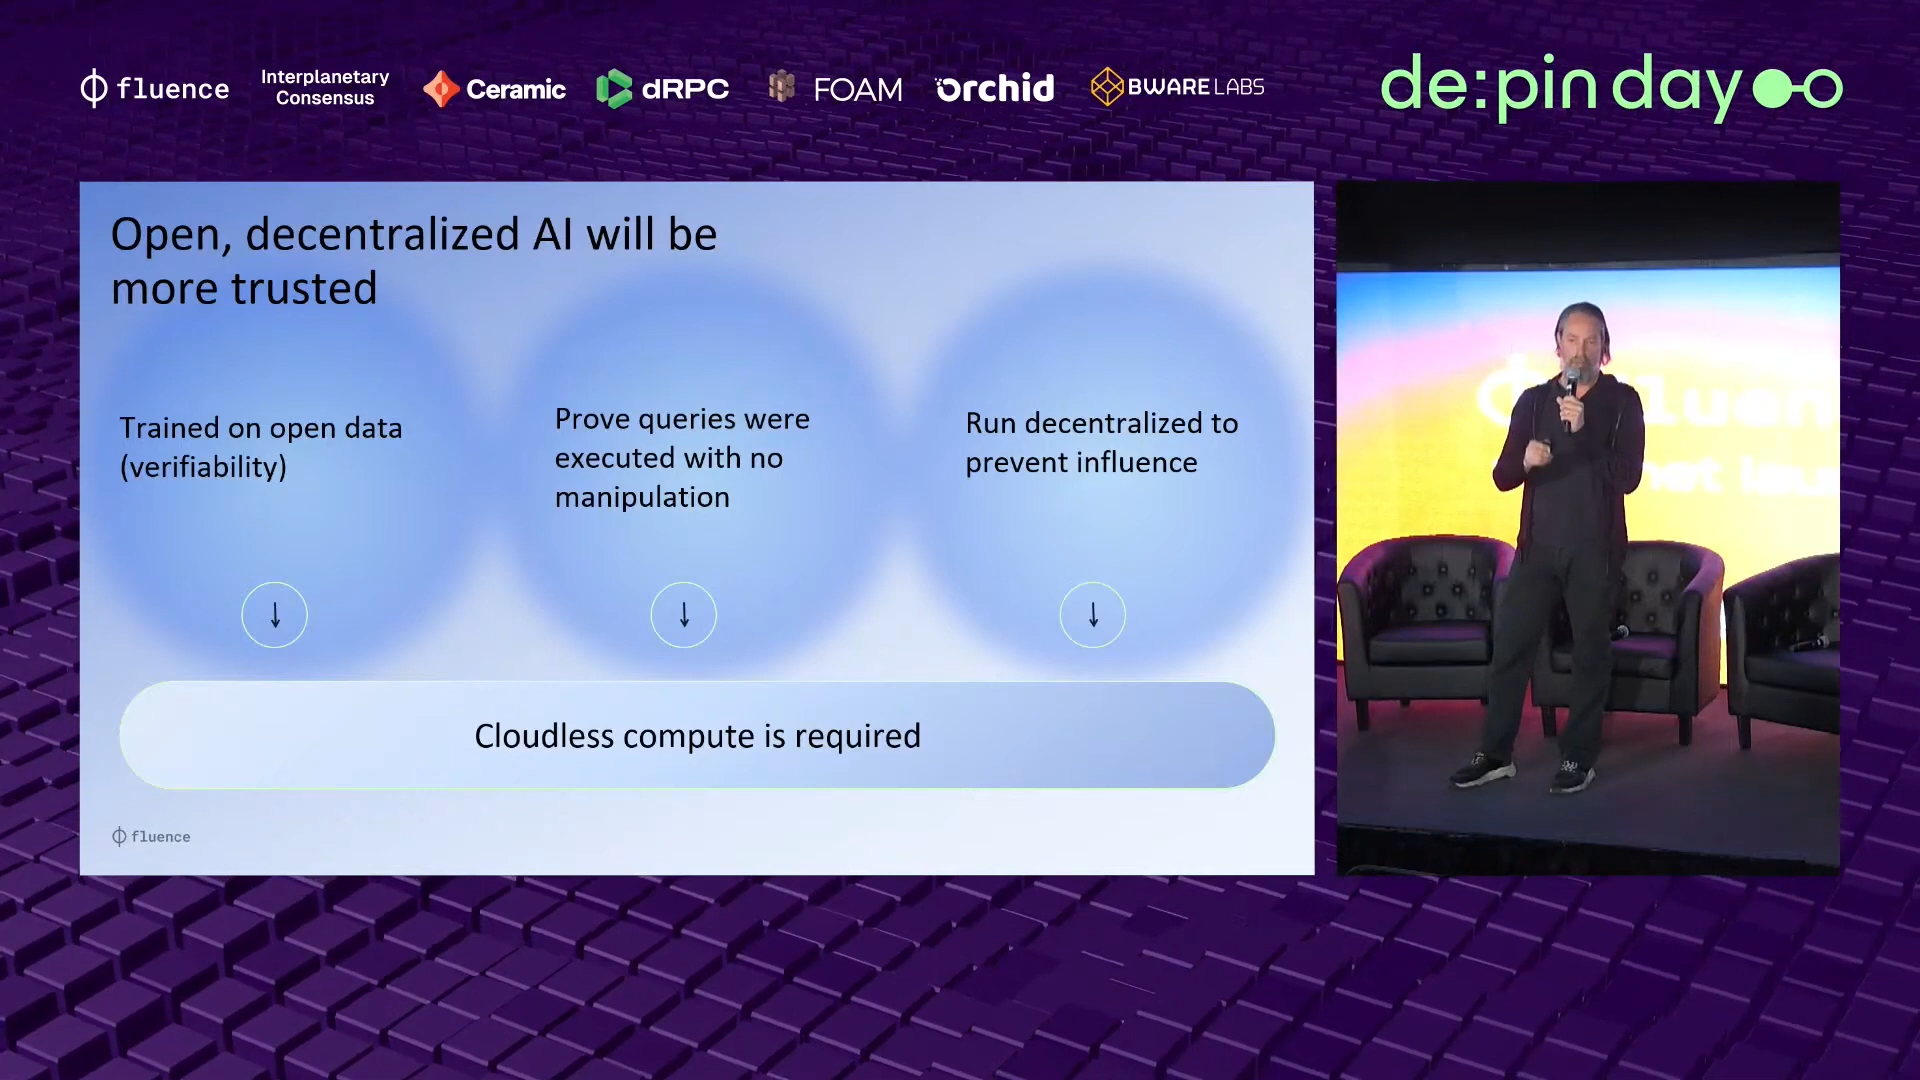 fluence
Interplanetary
Consensus
Ceramic
dRPC
FOAM
orchid
BWARE LABS
de:pin day
Open, decentralized AI will be
more trusted
Trained on open data
(verifiability)
Prove queries were
executed with no
manipulation
Run decentralized to
prevent influence
Cloudless compute is required
fluence